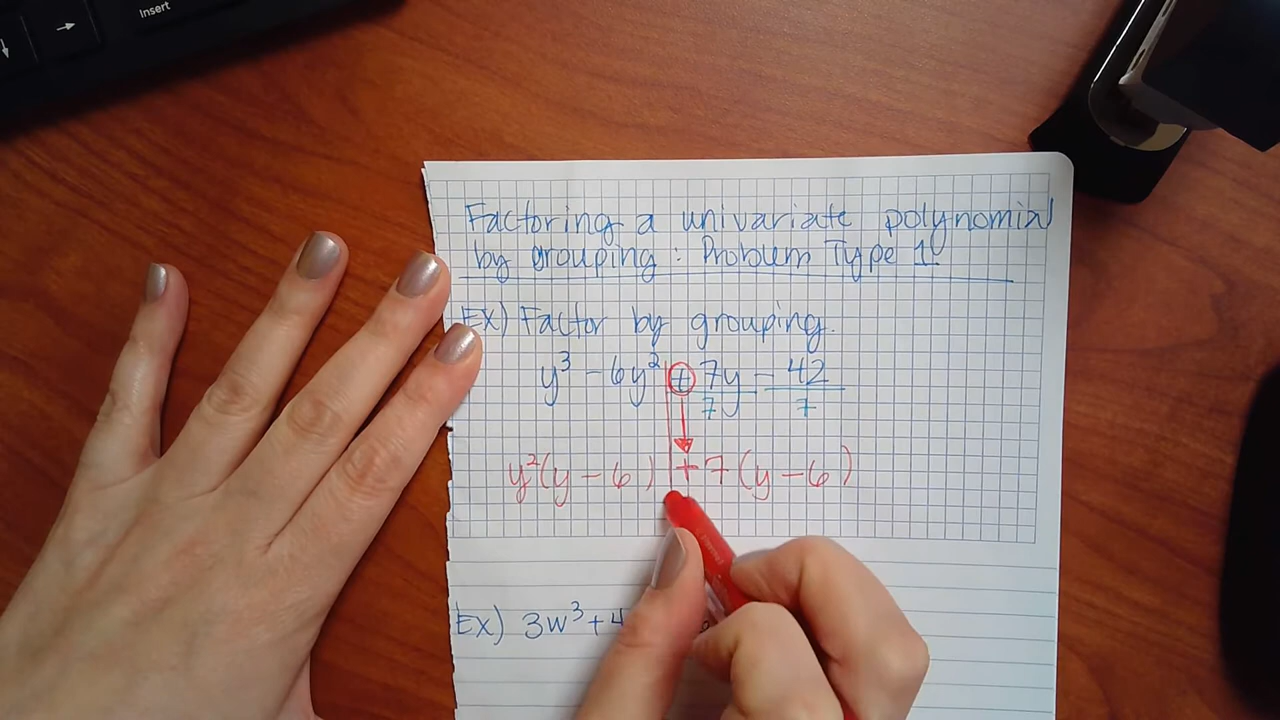 Insert
Factoring a univariate polynomial
by grouping: Problem Type 1
EX) Factor by grouping.
y³ - 6y² + 7y - 42
7y 7
y²(y - 6) + 7(y - 6)
EX) 3w³ + 4